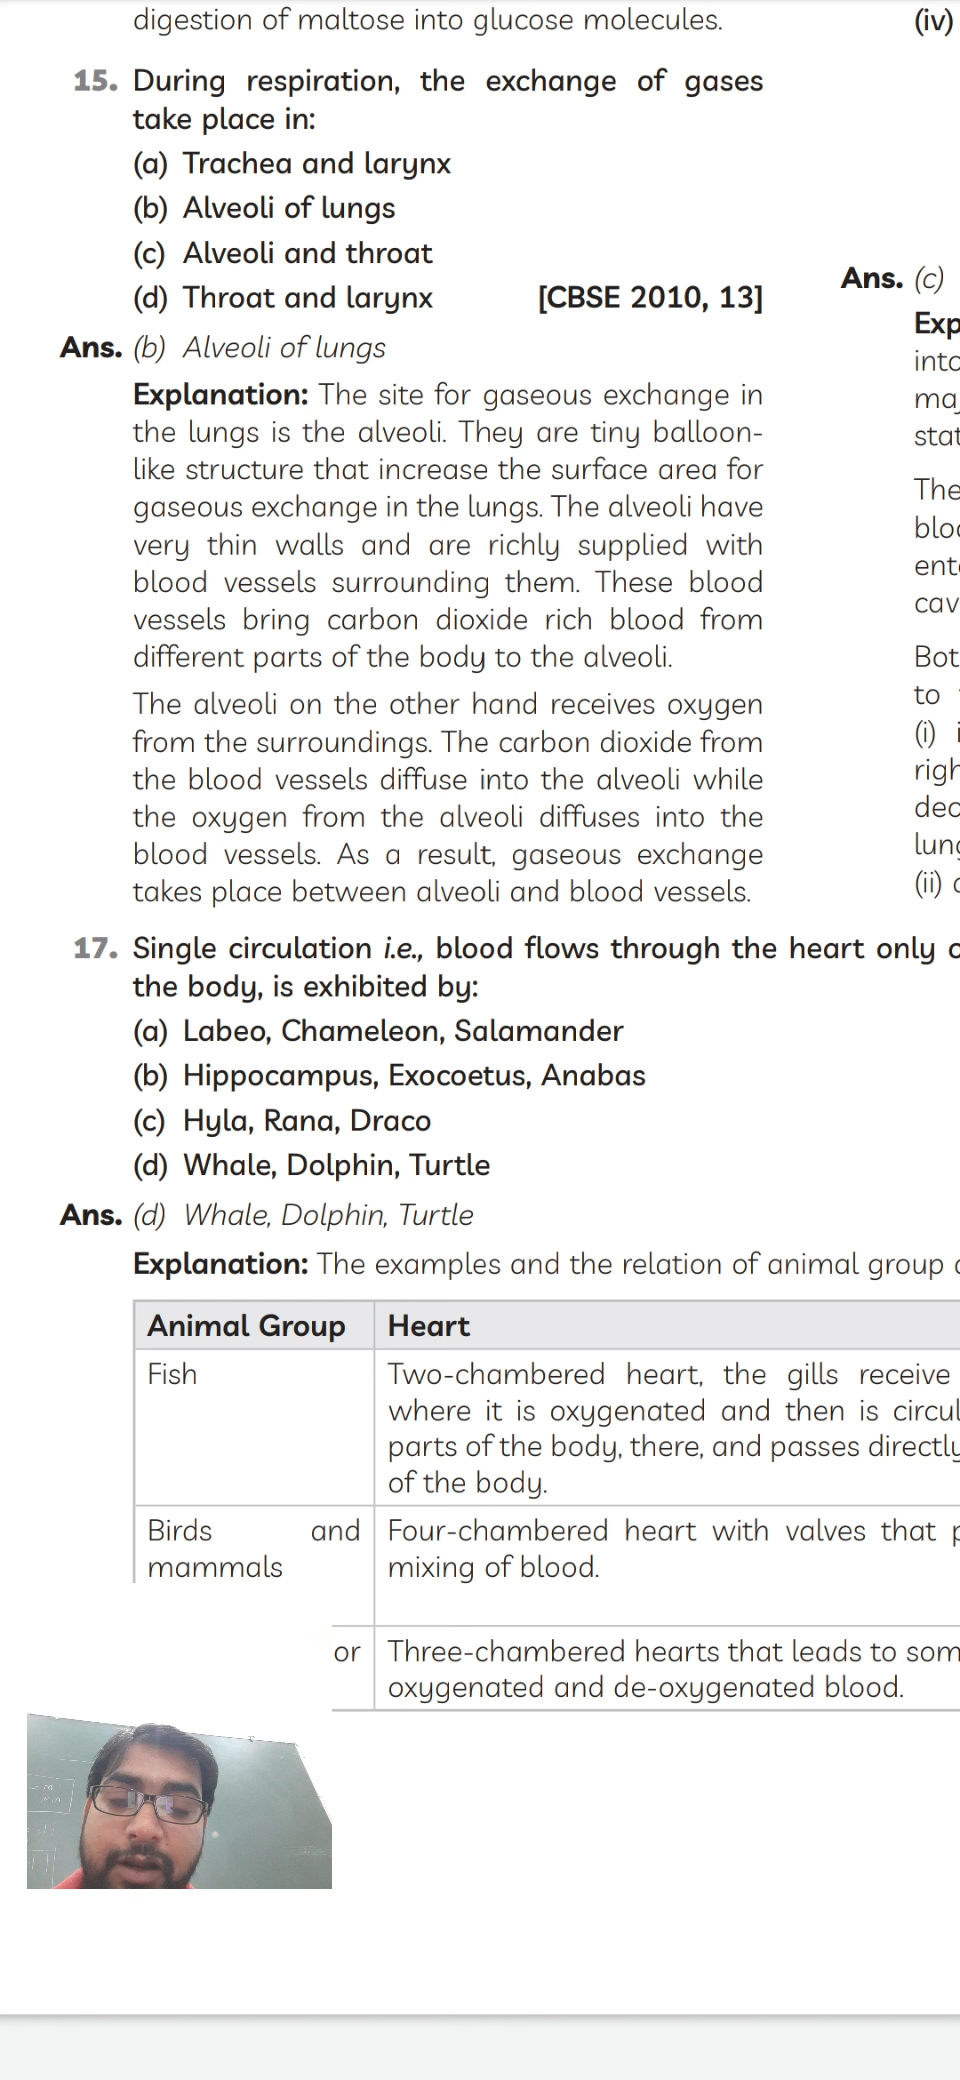 digestion of maltose into glucose molecules.
(iv)
15. During respiration, the exchange of gases
take place in:
(a) Trachea and larynx
(b) Alveoli of lungs
(c) Alveoli and throat
(d) Throat and larynx [CBSE 2010, 13]
Ans. (b) Alveoli of lungs
Explanation: The site for gaseous exchange in
the lungs is the alveoli. They are tiny balloon-
like structure that increase the surface area for
gaseous exchange in the lungs. The alveoli have
very thin walls and are richly supplied with
blood vessels surrounding them. These blood
vessels bring carbon dioxide rich blood from
different parts of the body to the alveoli.
The alveoli on the other hand receives oxygen
from the surroundings. The carbon dioxide from
the blood vessels diffuse into the alveoli while
the oxygen from the alveoli diffuses into the
blood vessels. As a result, gaseous exchange
takes place between alveoli and blood vessels.
Ans. (c)
Exp
into
maj
stat
The
bloo
ente
cav
Bot
to
(i) i
righ
deo
lung
(ii)
17. Single circulation i.e., blood flows through the heart only
the body, is exhibited by:
(a) Labeo, Chameleon, Salamander
(b) Hippocampus, Exocoetus, Anabas
(c) Hyla, Rana, Draco
(d) Whale, Dolphin, Turtle
Ans. (d) Whale, Dolphin, Turtle
Explanation: The examples and the relation of animal group
Animal Group Heart
Fish Two-chambered heart, the gills receive
where it is oxygenated and then is circul
parts of the body, there, and passes directly
of the body.
Birds and Four-chambered heart with valves that p
mammals mixing of blood.
or Three-chambered hearts that leads to som
oxygenated and de-oxygenated blood.